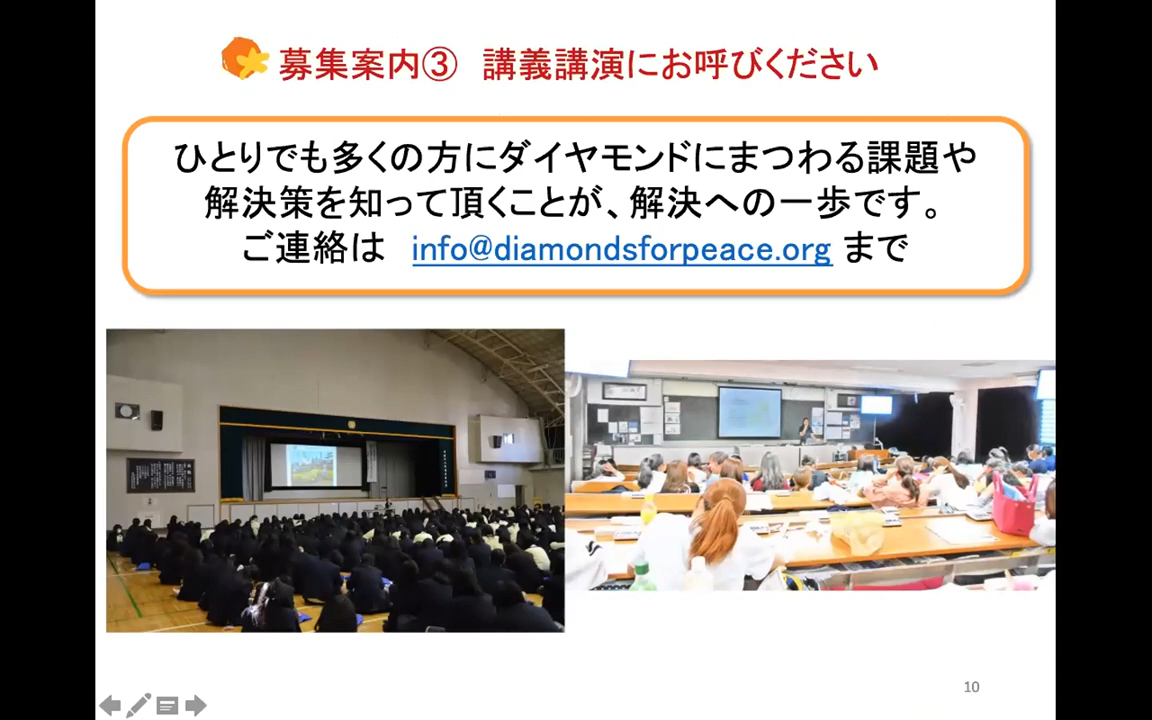 募集案内③　講義講演にお呼びください
ひとりでも多くの方にダイヤモンドにまつわる課題や
解決策を知って頂くことが、解決への一歩です。
ご連絡は　info@diamondsforpeace.org まで
10